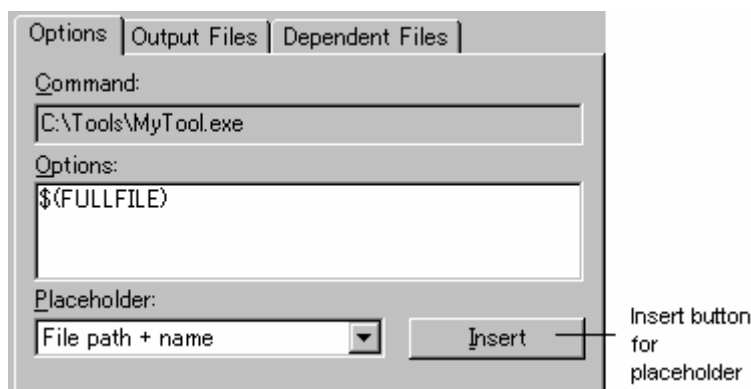 Options Output Files Dependent Files
Command:
C:\Tools\MyTool.exe
Options:
$(FULLFILE)
Placeholder:
File path + name
Insert
Insert button
for
placeholder